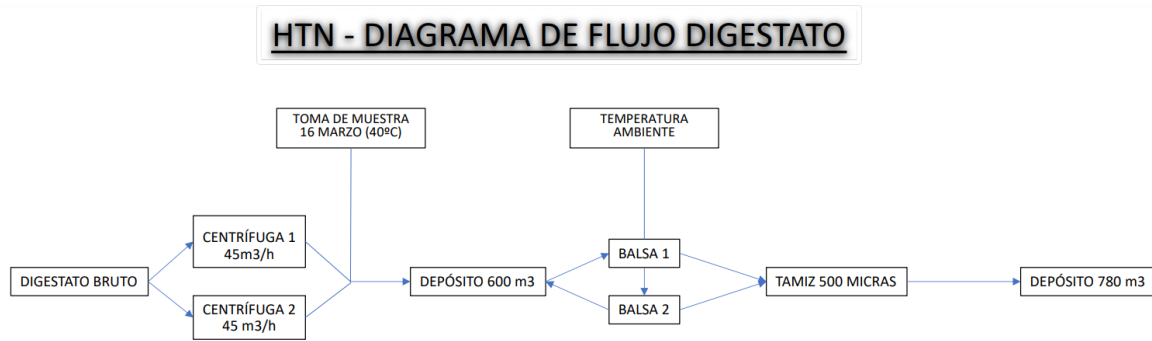 HTN - DIAGRAMA DE FLUJO DIGESTATO
TOMA DE MUESTRA
16 MARZO (40ºC)
TEMPERATURA
AMBIENTE
CENTRÍFUGA 1
45m3/h
DIGESTATO BRUTO
CENTRÍFUGA 2
45 m3/h
DEPÓSITO 600 m3
BALSA 1
BALSA 2
TAMIZ 500 MICRAS
DEPÓSITO 780 m3